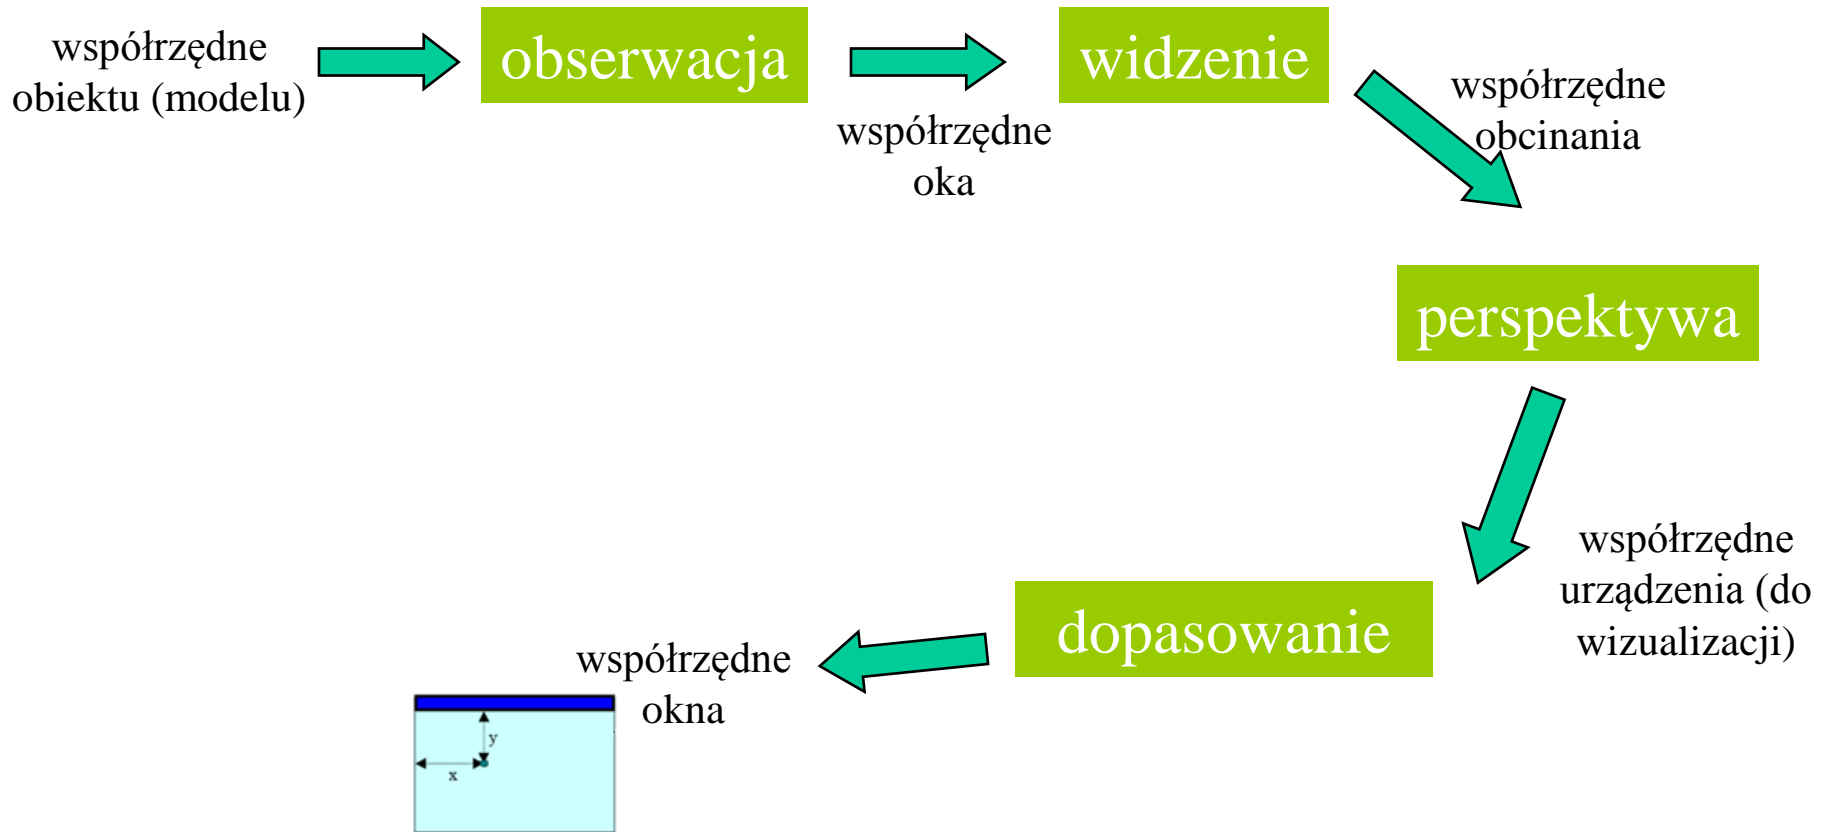 współrzędne
obiektu (modelu)
obserwacja
współrzędne
oka
widzenie
współrzędne
obcinania
perspektywa
współrzędne
urządzenia (do
wizualizacji)
dopasowanie
współrzędne
okna
y
x